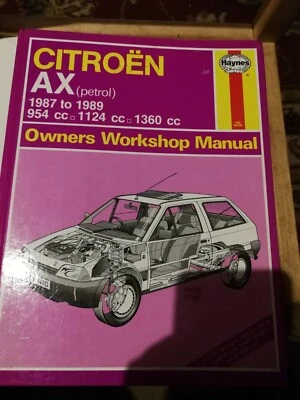 CITROËN
AX (petrol)
1987 to 1989
954 cc □ 1124 cc □ 1360 cc
Owners Workshop Manual
Haynes